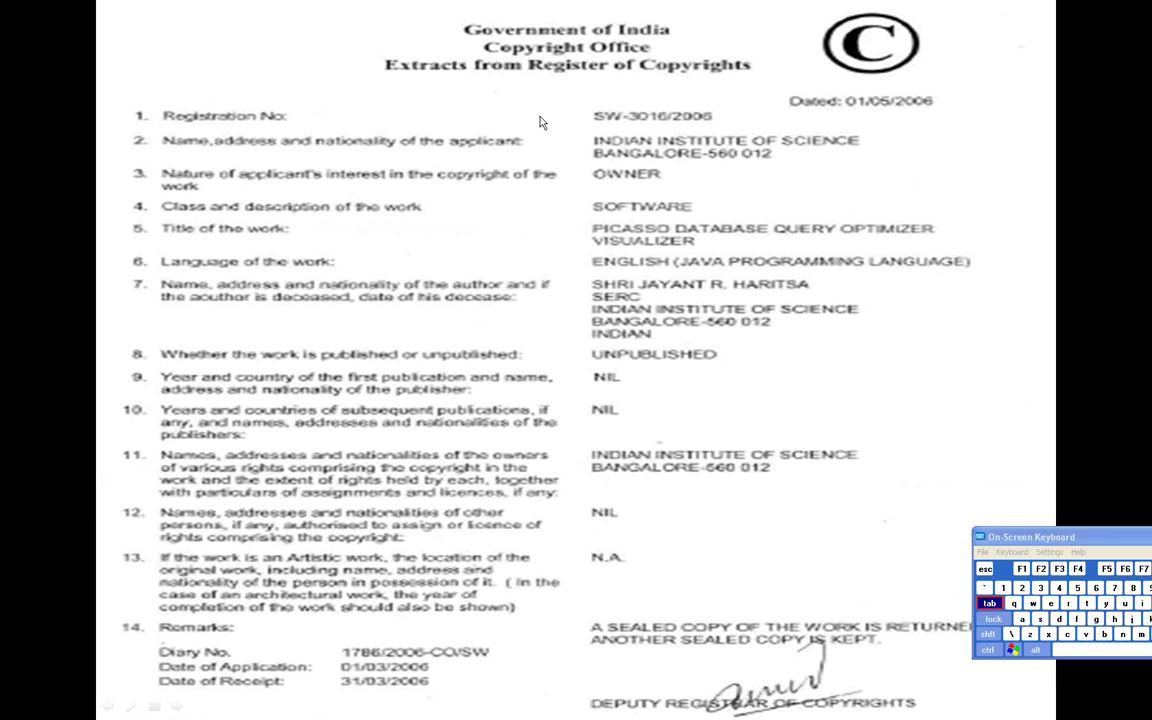 Government of India
Copyright Office
Extracts from Register of Copyrights
C
Dated: 01/05/2006
1. Registration No: SW-3016/2006
2. Name,address and nationality of the applicant: INDIAN INSTITUTE OF SCIENCE
BANGALORE-560 012
3. Nature of applicant's interest in the copyright of the OWNER
work
4. Class and description of the work SOFTWARE
5. Title of the work: PICASSO DATABASE QUERY OPTIMIZER
VISUALIZER
6. Language of the work: ENGLISH (JAVA PROGRAMMING LANGUAGE)
7. Name, address and nationality of the author and if SHRI JAYANT R. HARITSA
the aouthor is deceased, date of his decease: SERC
INDIAN INSTITUTE OF SCIENCE
BANGALORE-560 012
INDIAN
8. Whether the work is published or unpublished: UNPUBLISHED
9. Year and country of the first publication and name, NIL
address and nationality of the publisher:
10. Years and countries of subsequent publications, if NIL
any, and names, addresses and nationalities of the
publishers:
11. Names, addresses and nationalities of the owners INDIAN INSTITUTE OF SCIENCE
of various rights comprising the copyright in the BANGALORE-560 012
work and the extent of rights held by each, together
with particulars of assignments and licences, if any:
12. Names, addresses and nationalities of other NIL
persons, if any, authorised to assign or licence of
rights comprising the copyright:
13. If the work is an Artistic work, the location of the N.A.
original work, including name, address and
nationality of the person in possession of it. ( In the
case of an architectural work, the year of
completion of the work should also be shown)
14. Remarks: A SEALED COPY OF THE WORK IS RETURNE
ANOTHER SEALED COPY IS KEPT.
Diary No. 1786/2006-CO/SW
Date of Application: 01/03/2006
Date of Receipt: 31/03/2006
DEPUTY REGISTRAR OF COPYRIGHTS
On-Screen Keyboard
File Keyboard Settings Help
esc F1 F2 F3 F4 F5 F6 F7
` 1 2 3 4 5 6 7 8 9
tab q w e r t y u i
lock a s d f g h j k
shft \ z x c v b n m
ctrl alt